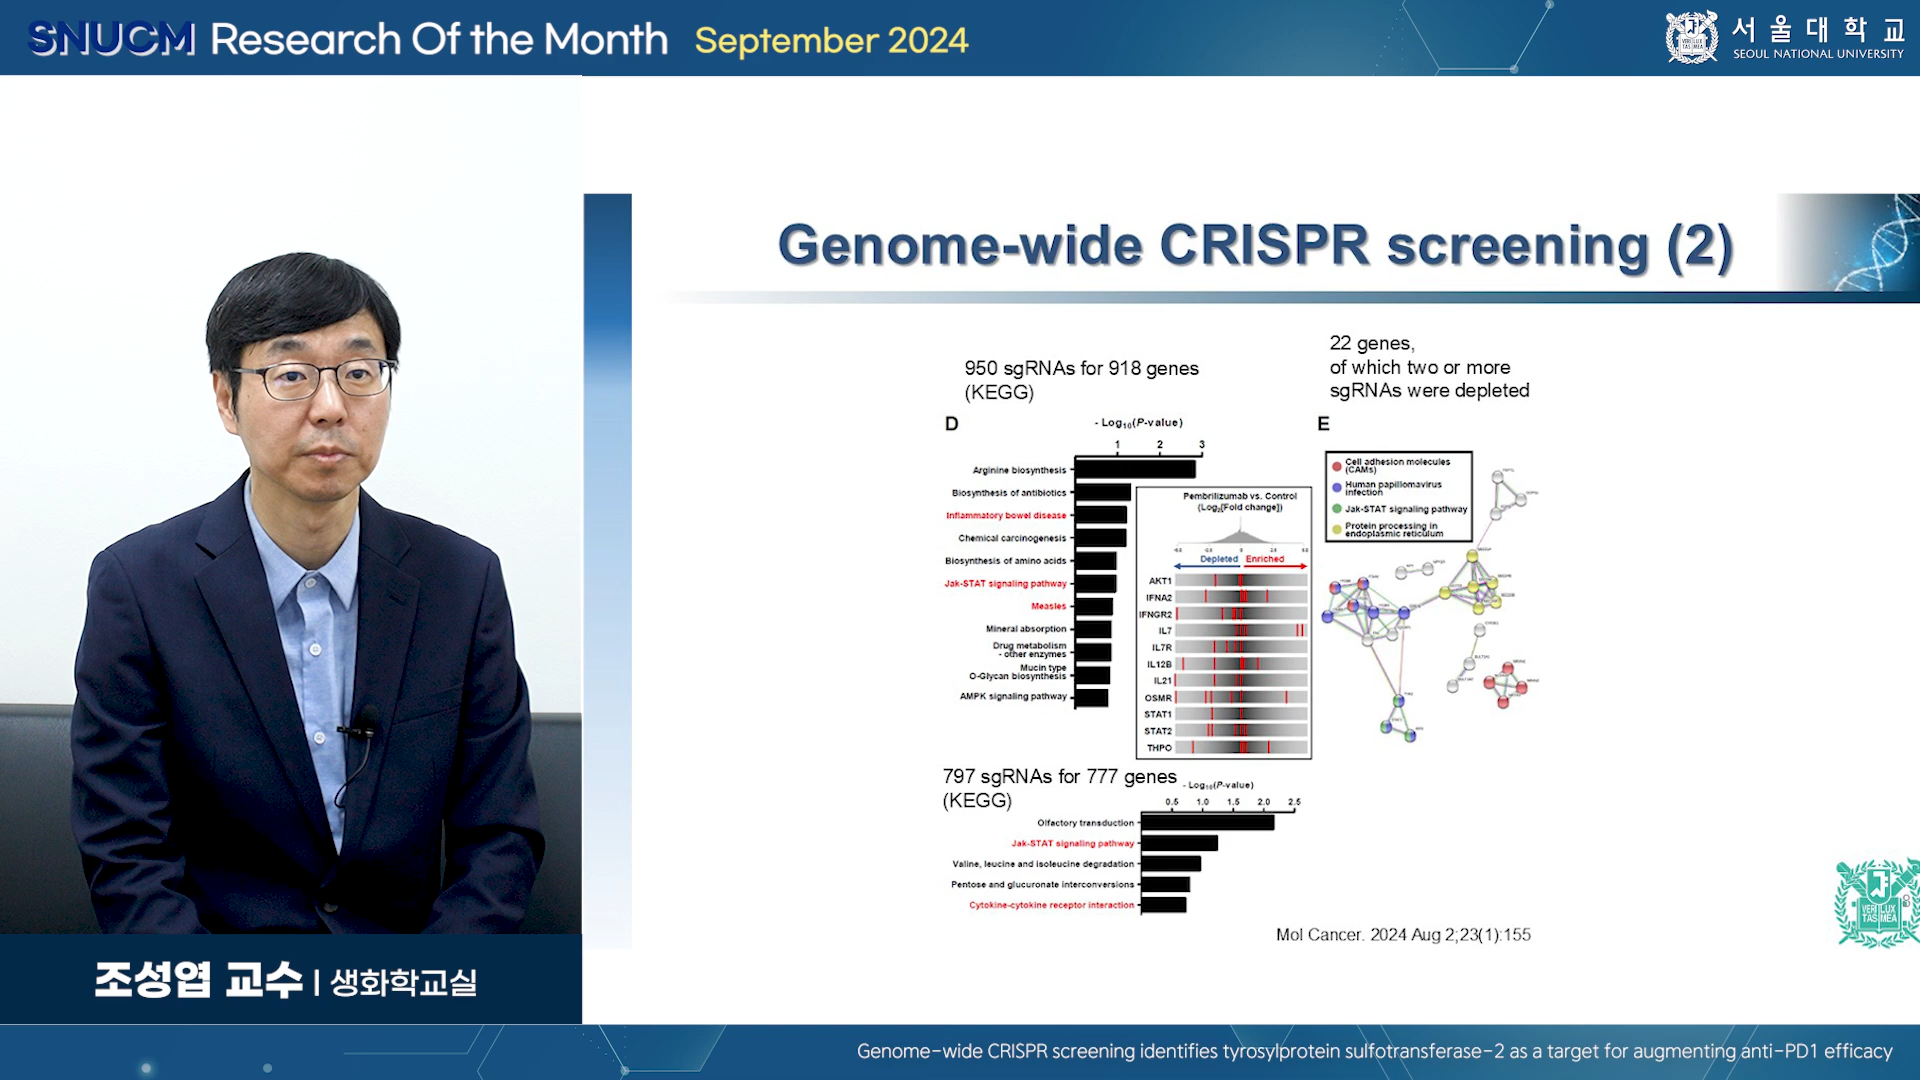 SNUCM Research Of the Month September 2024
서울대학교
SEOUL NATIONAL UNIVERSITY
Genome-wide CRISPR screening (2)
950 sgRNAs for 918 genes
(KEGG)
22 genes,
of which two or more
sgRNAs were depleted
D
- Log10(P-value)
1 2 3
Arginine biosynthesis
Biosynthesis of antibiotics
Inflammatory bowel disease
Chemical carcinogenesis
Biosynthesis of amino acids
Jak-STAT signaling pathway
Measles
Mineral absorption
Drug metabolism
- other enzymes
Mucin type
O-Glycan biosynthesis
AMPK signaling pathway
Pembrilizumab vs. Control
(Log2[Fold change])
Depleted Enriched
AKT1
IFNA2
IFNGR2
IL7
IL7R
IL12B
IL21
OSMR
STAT1
STAT2
THPO
E
Cell adhesion molecules
(CAMs)
Human papillomavirus
infection
Jak-STAT signaling pathway
Protein processing in
endoplasmic reticulum
797 sgRNAs for 777 genes
(KEGG)
- Log10(P-value)
0.5 1.0 1.5 2.0 2.5
Olfactory transduction
Jak-STAT signaling pathway
Valine, leucine and isoleucine degradation
Pentose and glucuronate interconversions
Cytokine-cytokine receptor interaction
Mol Cancer. 2024 Aug 2;23(1):155
VERI LUX
TAS MEA
조성엽 교수 | 생화학교실
Genome-wide CRISPR screening identifies tyrosylprotein sulfotransferase-2 as a target for augmenting anti-PD1 efficacy